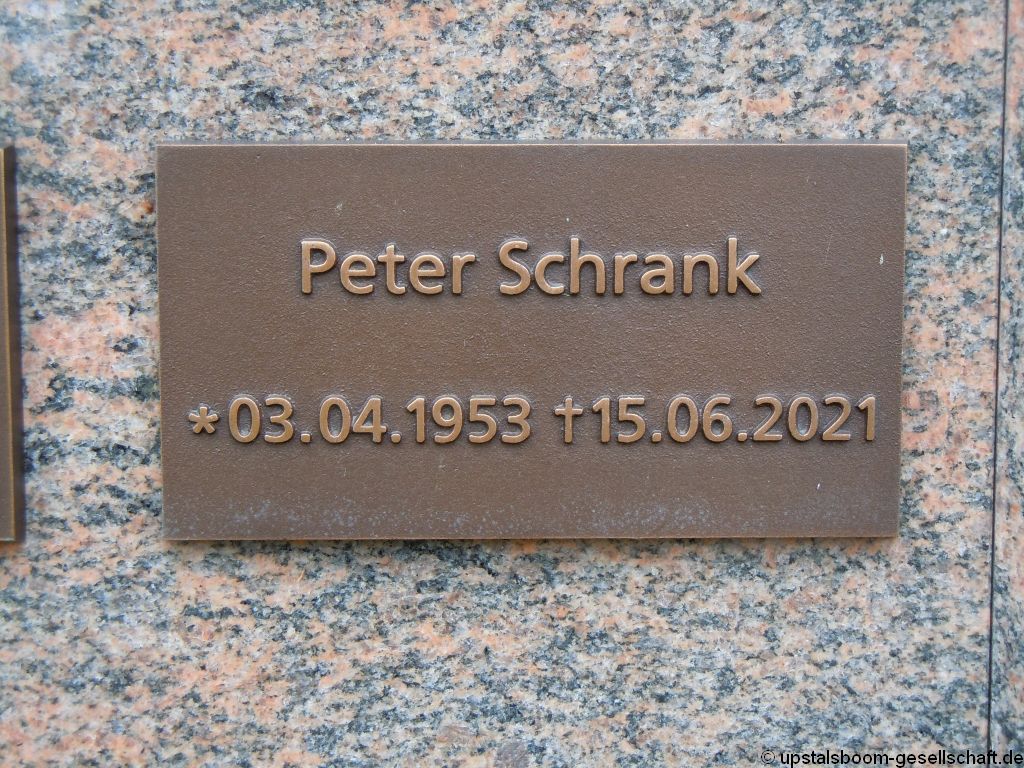 Peter Schrank
*03.04.1953 †15.06.2021
© upstalsboom-gesellschaft.de